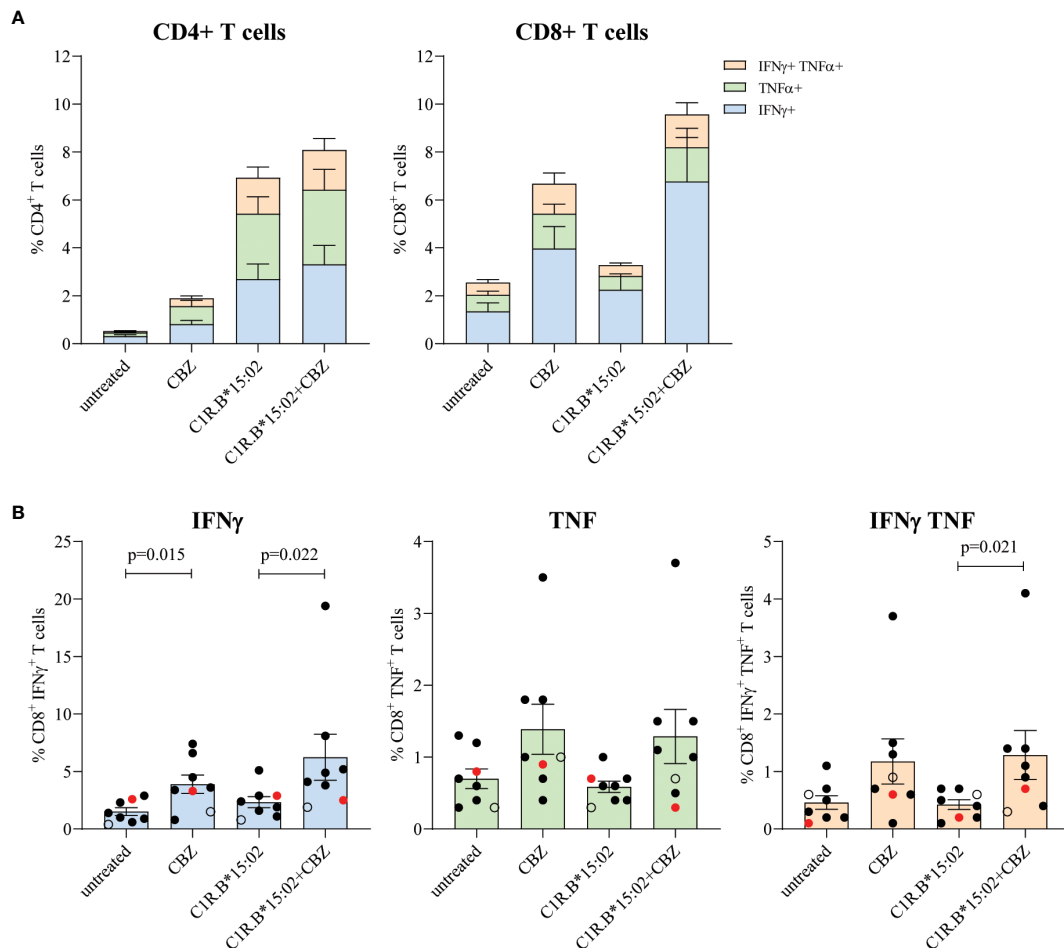 A
CD4+ T cells
CD8+ T cells
% CD4+ T cells
12
10
8
6
4
2
0
untreated
CBZ
C1R.B*15:02
C1R.B*15:02+CBZ
% CD8+ T cells
12
10
8
6
4
2
0
untreated
CBZ
C1R.B*15:02
C1R.B*15:02+CBZ
IFNγ+ TNFα+
TNFα+
IFNγ+
B
IFNγ
TNF
IFNγ TNF
% CD8+ IFNγ+ T cells
25
20
15
10
5
0
p=0.015
p=0.022
untreated
CBZ
C1R.B*15:02
C1R.B*15:02+CBZ
% CD8+ TNF+ T cells
4
3
2
1
0
untreated
CBZ
C1R.B*15:02
C1R.B*15:02+CBZ
% CD8+ IFNγ+ TNF+ T cells
5
4
3
2
1
0
p=0.021
untreated
CBZ
C1R.B*15:02
C1R.B*15:02+CBZ